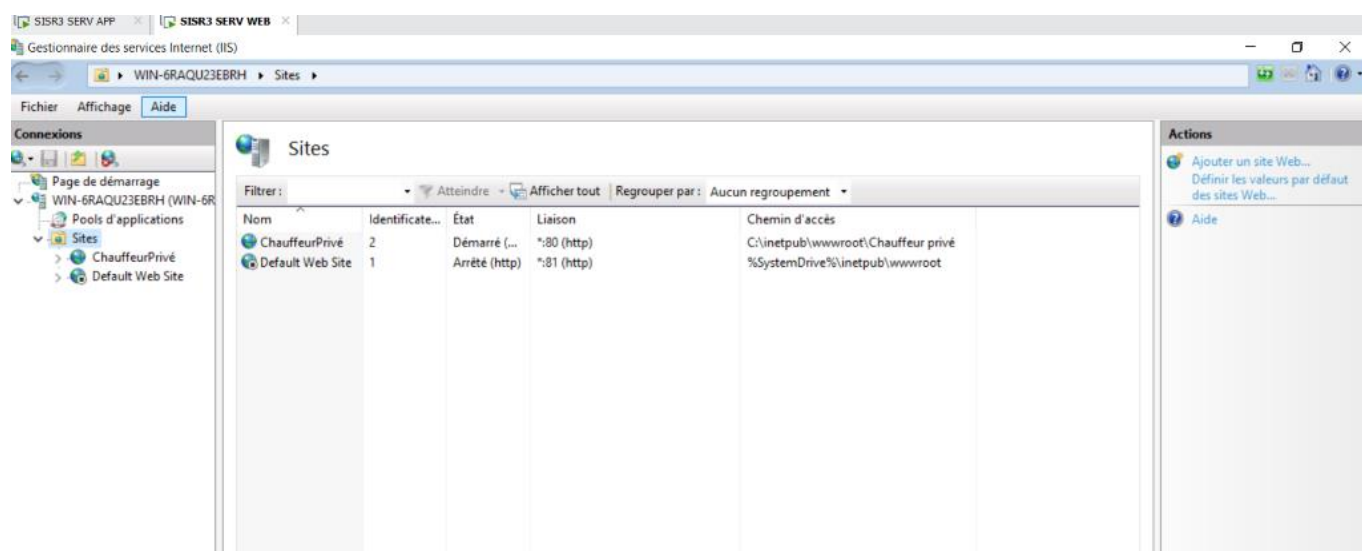 SISR3 SERV APP SISR3 SERV WEB
Gestionnaire des services Internet (IIS)
WIN-6RAQU23EBRH Sites
Fichier Affichage Aide
Connexions
Page de démarrage
WIN-6RAQU23EBRH (WIN-6R
Pools d'applications
Sites
ChauffeurPrivé
Default Web Site
Sites
Filtrer : Atteindre Afficher tout Regrouper par : Aucun regroupement
Nom Identificate... État Liaison Chemin d'accès
ChauffeurPrivé 2 Démarré (... *:80 (http) C:\inetpub\wwwroot\Chauffeur privé
Default Web Site 1 Arrêté (http) *:81 (http) %SystemDrive%\inetpub\wwwroot
Actions
Ajouter un site Web...
Définir les valeurs par défaut
des sites Web...
Aide